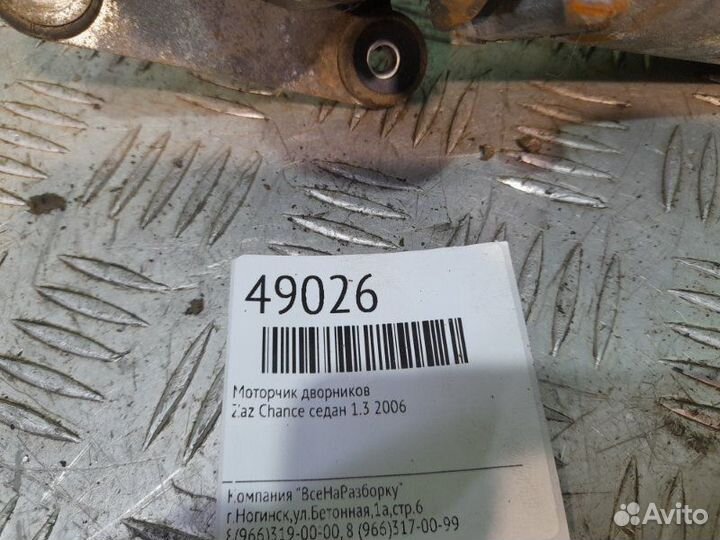 49026
Моторчик дворников
Zaz Chance седан 1.3 2006
Компания "ВсеНаРазборку"
г.Ногинск,ул.Бетонная,1а,стр.6
8(966)319-00-00, 8 (966)317-00-99
Avito